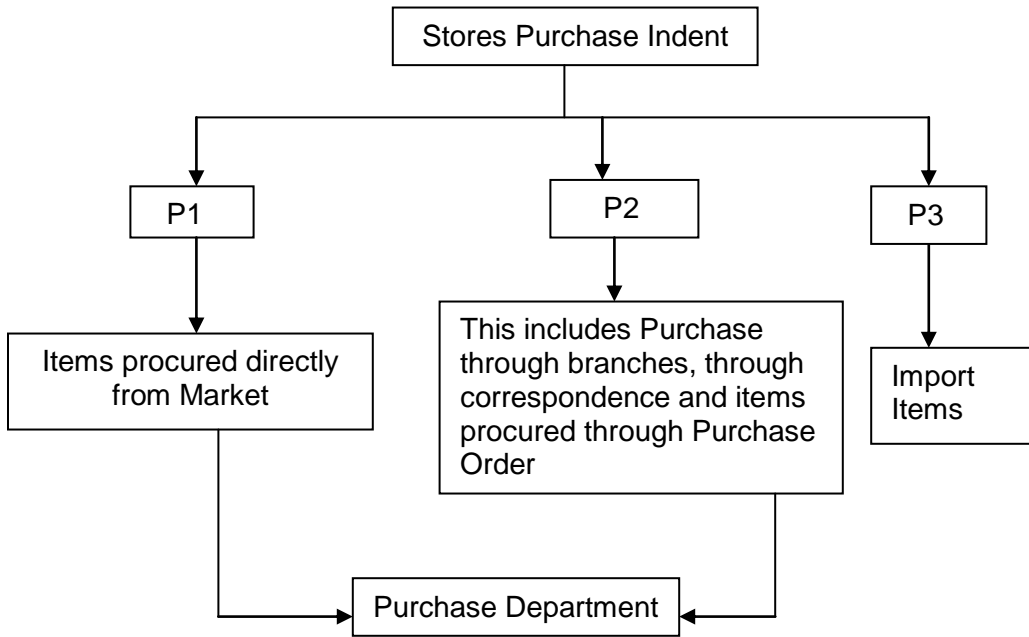 Stores Purchase Indent
P1
P2
P3
Items procured directly
from Market
This includes Purchase
through branches, through
correspondence and items
procured through Purchase
Order
Import
Items
Purchase Department